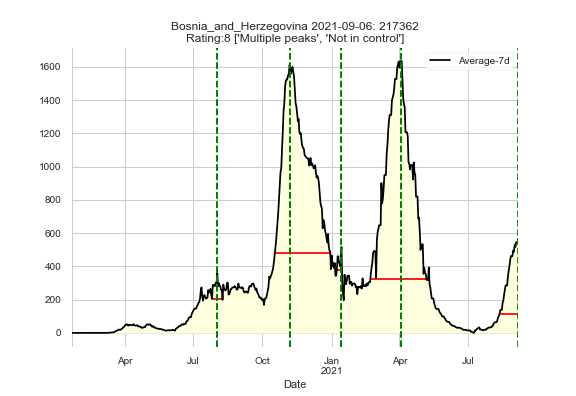 Bosnia_and_Herzegovina 2021-09-06: 217362
Rating:8 ['Multiple peaks', 'Not in control']
Average-7d
1600
1400
1200
1000
800
600
400
200
0
Apr Jul Oct Jan Apr Jul
2021
Date